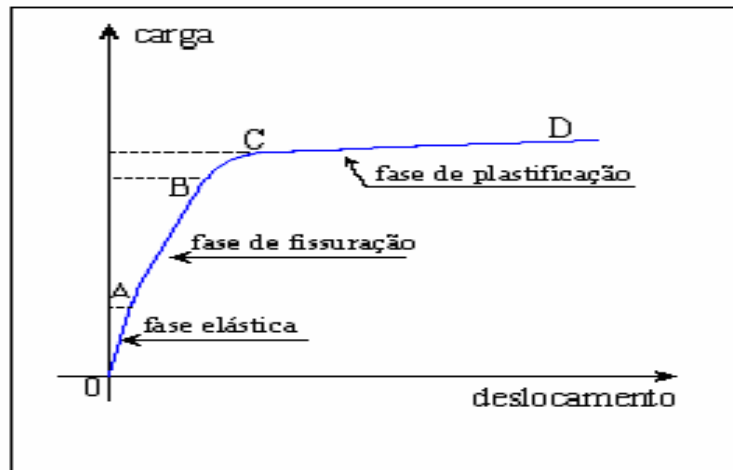 carga
C
D
B
fase de plastificação
fase de fissuração
A
fase elástica
0
deslocamento